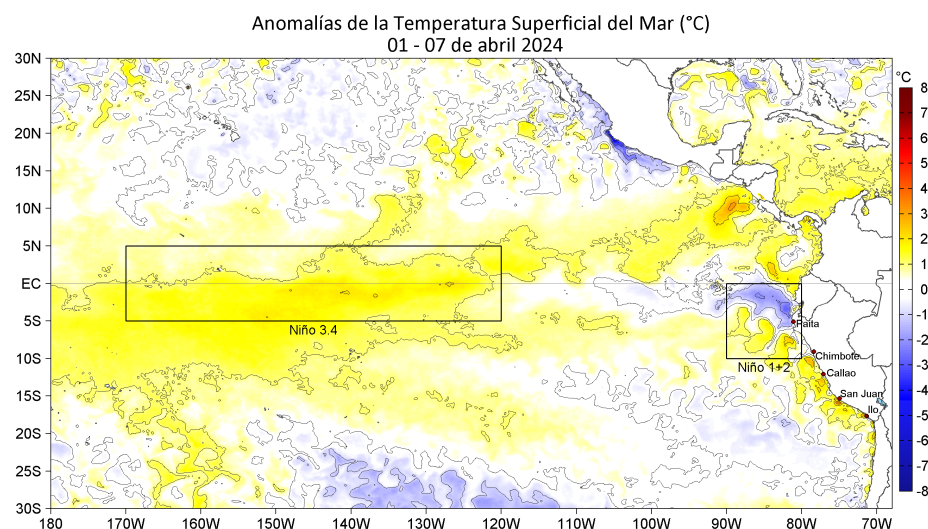 Anomalías de la Temperatura Superficial del Mar (°C)
01 - 07 de abril 2024
30N
25N
20N
15N
10N
5N
EC
5S
10S
15S
20S
25S
30S
180
170W
160W
150W
140W
130W
120W
110W
100W
90W
80W
70W
Niño 3.4
Niño 1+2
Paita
Chimbote
Callao
San Juan
Ilo
°C
8
7
6
5
4
3
2
1
0
-1
-2
-3
-4
-5
-6
-7
-8